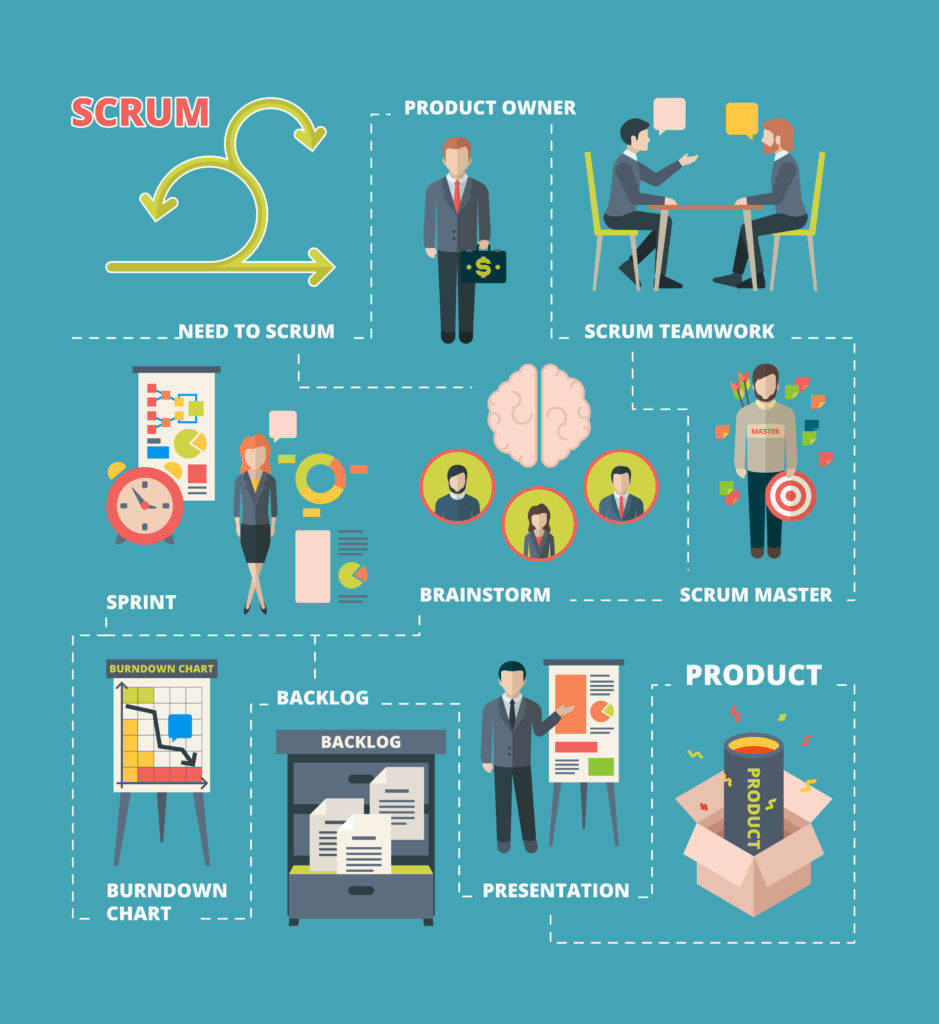 SCRUM
PRODUCT OWNER
$
NEED TO SCRUM
SCRUM TEAMWORK
MASTER
SPRINT
BRAINSTORM
SCRUM MASTER
BURNDOWN CHART
BACKLOG
PRODUCT
BACKLOG
PRODUCT
BURNDOWN
CHART
PRESENTATION